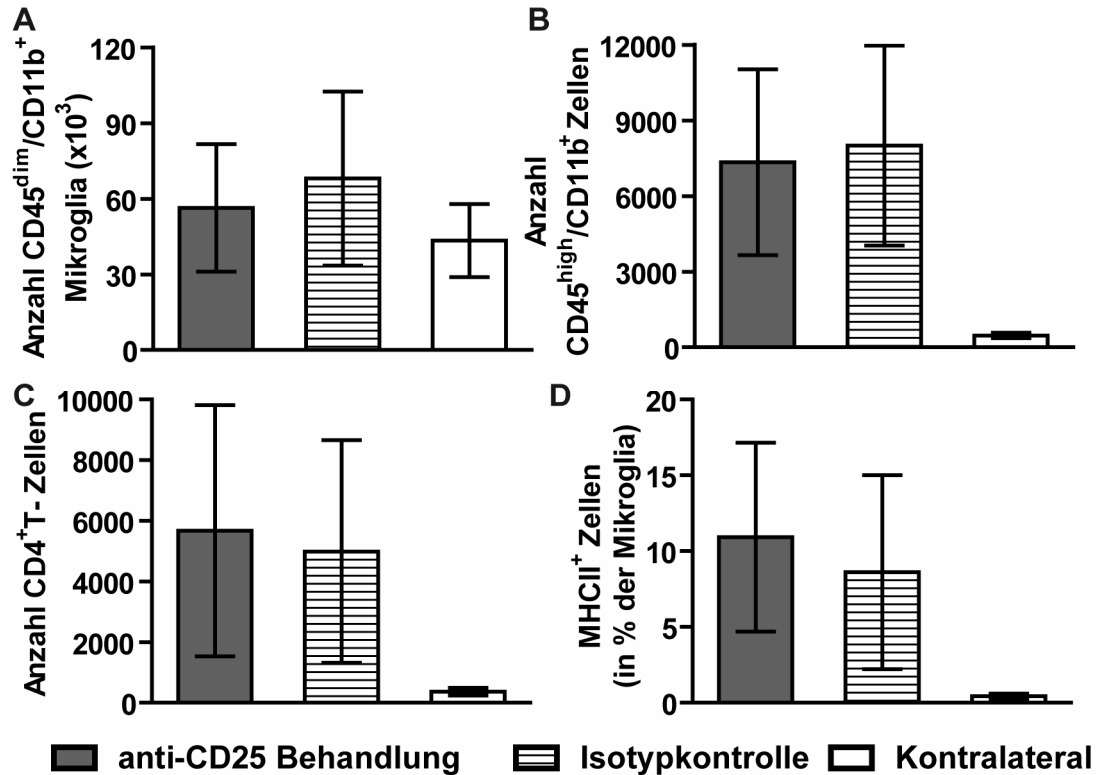 A
Anzahl CD45dim/CD11b+
Mikroglia (x10³)
120
90
60
30
0
B
Anzahl
CD45high/CD11b+ Zellen
12000
9000
6000
3000
0
C
Anzahl CD4+T- Zellen
10000
8000
6000
4000
2000
0
D
MHCII+ Zellen
(in % der Mikroglia)
20
15
10
5
0
anti-CD25 Behandlung
Isotypkontrolle
Kontralateral